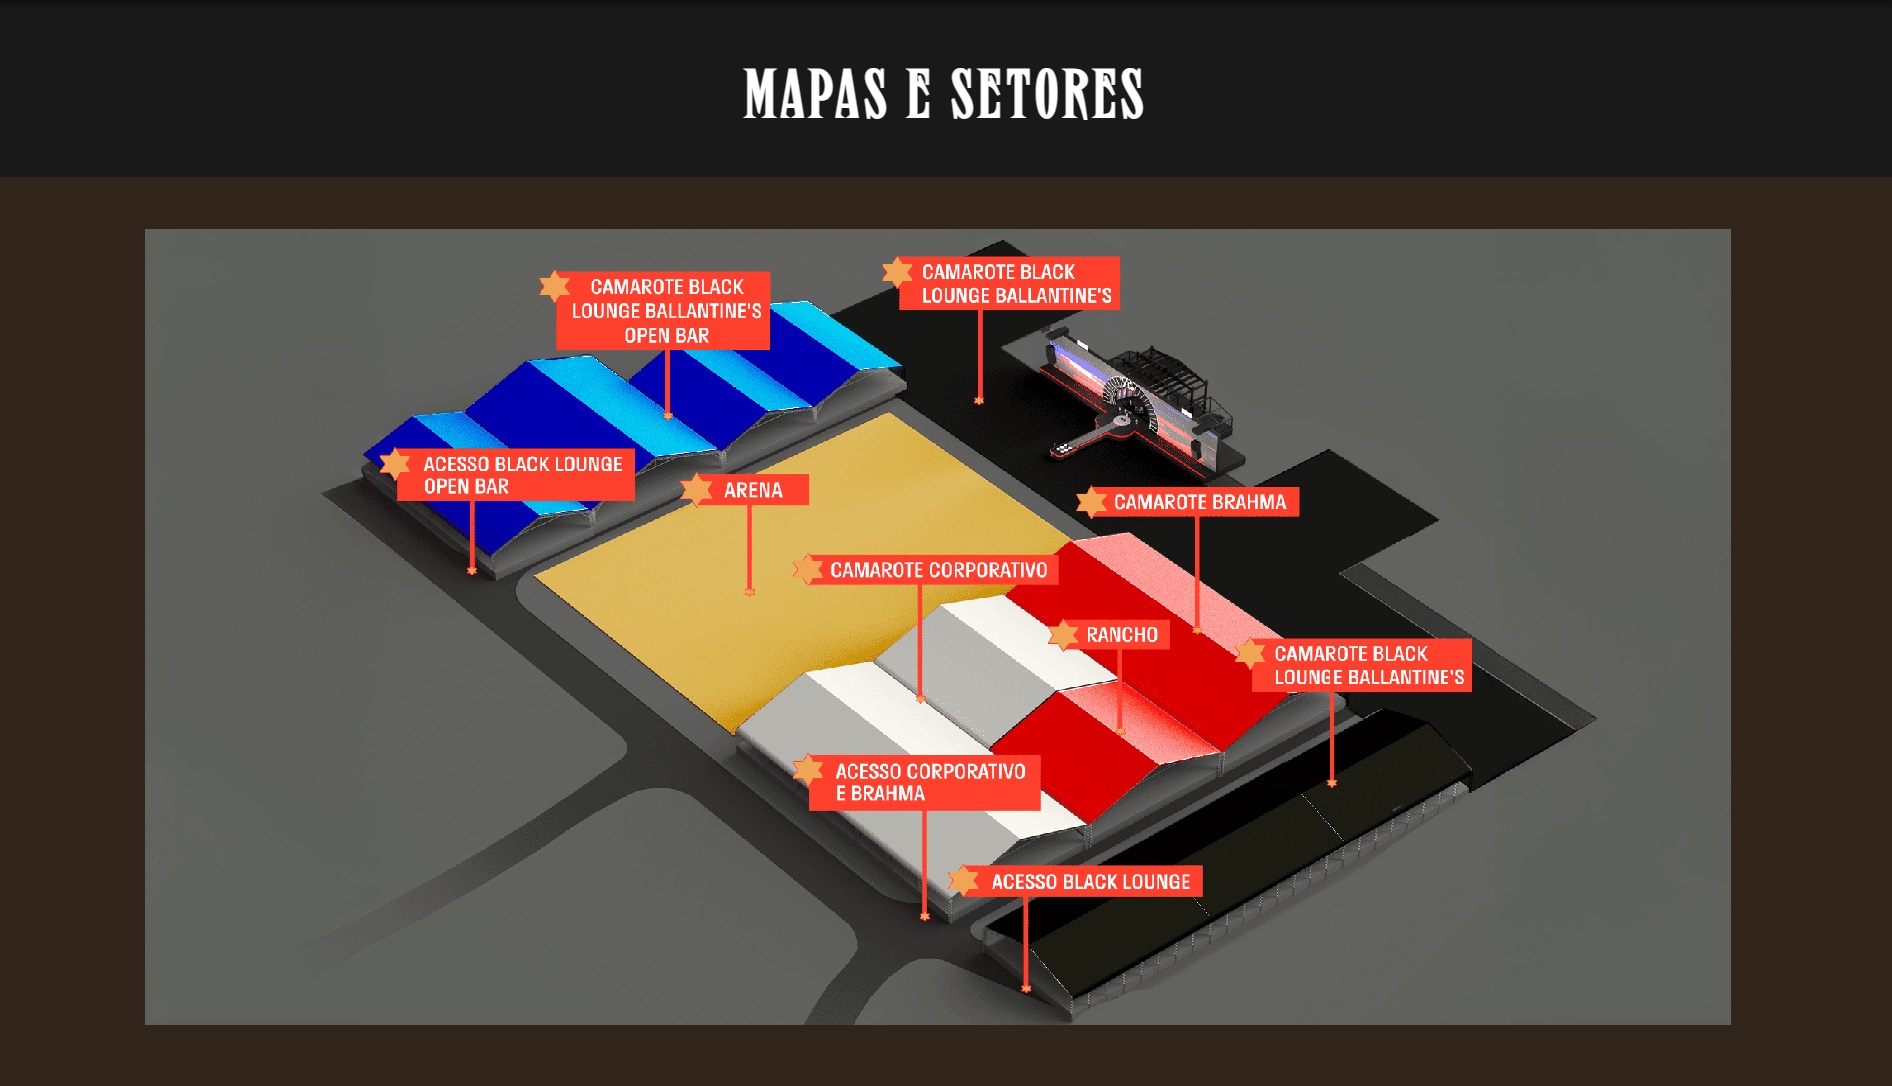 MAPAS E SETORES
CAMAROTE BLACK
LOUNGE BALLANTINE'S
OPEN BAR
CAMAROTE BLACK
LOUNGE BALLANTINE'S
ACESSO BLACK LOUNGE
OPEN BAR
ARENA
CAMAROTE BRAHMA
CAMAROTE CORPORATIVO
RANCHO
CAMAROTE BLACK
LOUNGE BALLANTINE'S
ACESSO CORPORATIVO
E BRAHMA
ACESSO BLACK LOUNGE